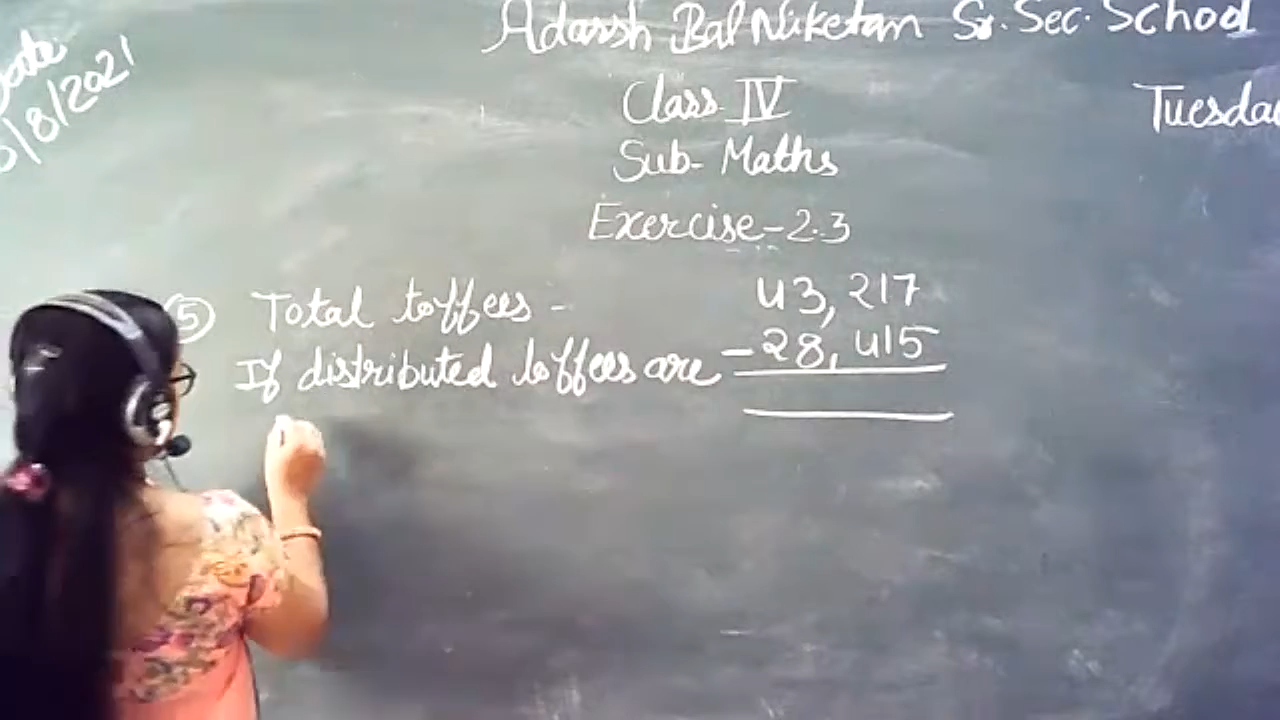 Adarsh Bal Niketan Sr. Sec. School
Date
/8/2021
Class IV
Tuesda
Sub- Maths
Exercise-2.3
5 Total toffees - 43,217
If distributed toffees are - 28,415